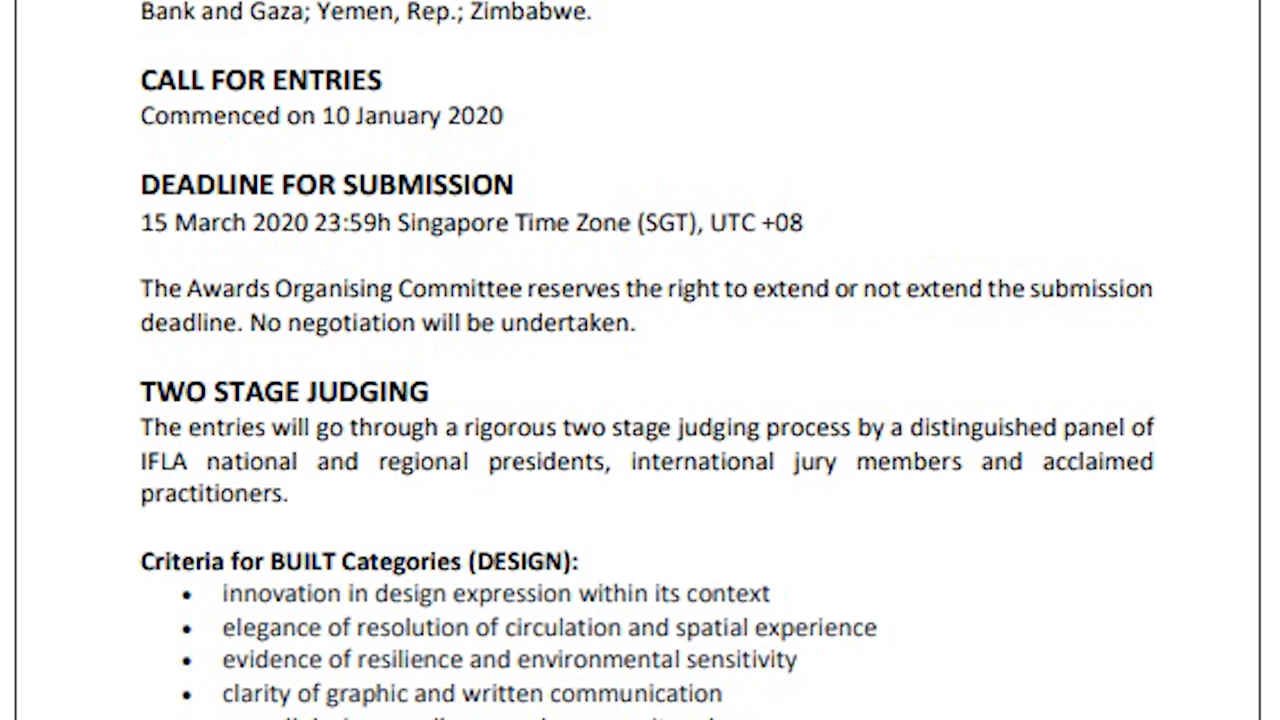 Bank and Gaza; Yemen, Rep.; Zimbabwe.
CALL FOR ENTRIES
Commenced on 10 January 2020
DEADLINE FOR SUBMISSION
15 March 2020 23:59h Singapore Time Zone (SGT), UTC +08
The Awards Organising Committee reserves the right to extend or not extend the submission
deadline. No negotiation will be undertaken.
TWO STAGE JUDGING
The entries will go through a rigorous two stage judging process by a distinguished panel of
IFLA national and regional presidents, international jury members and acclaimed
practitioners.
Criteria for BUILT Categories (DESIGN):
• innovation in design expression within its context
• elegance of resolution of circulation and spatial experience
• evidence of resilience and environmental sensitivity
• clarity of graphic and written communication